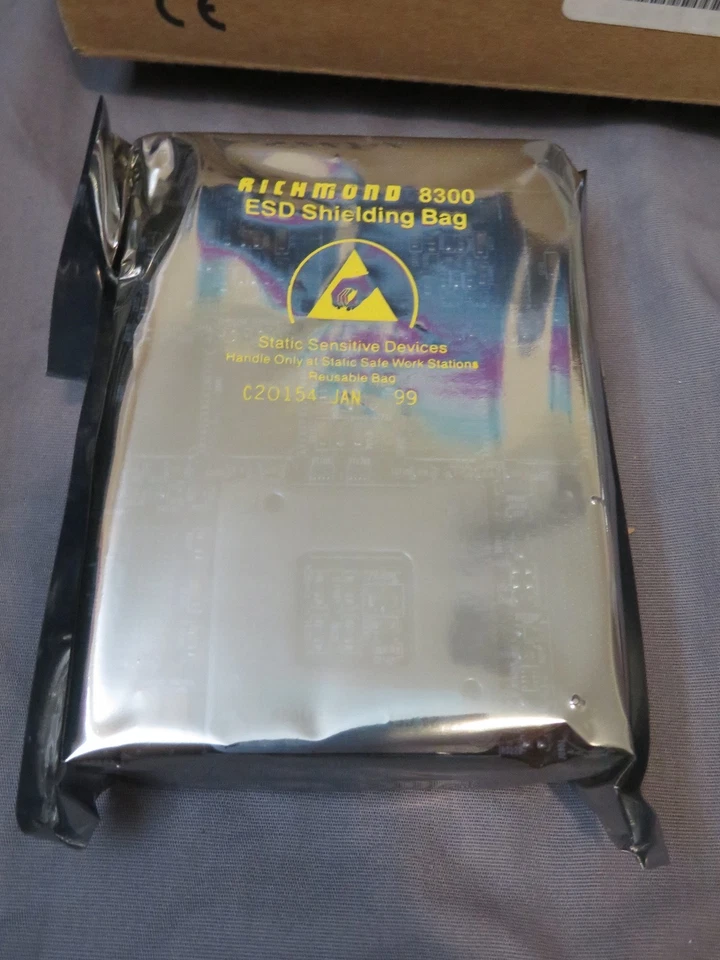 CE
RICHMOND 8300
ESD Shielding Bag
Static Sensitive Devices
Handle Only at Static Safe Work Stations
Reusable Bag
C20154-JAN 99